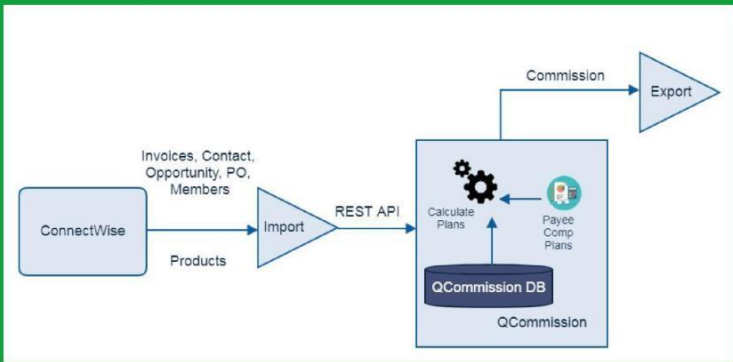 Commission
Export
Invoices, Contact,
Opportunity, PO,
Members
ConnectWise
Products
Import
REST API
Calculate
Plans
Payee
Comp
Plans
QCommission DB
QCommission